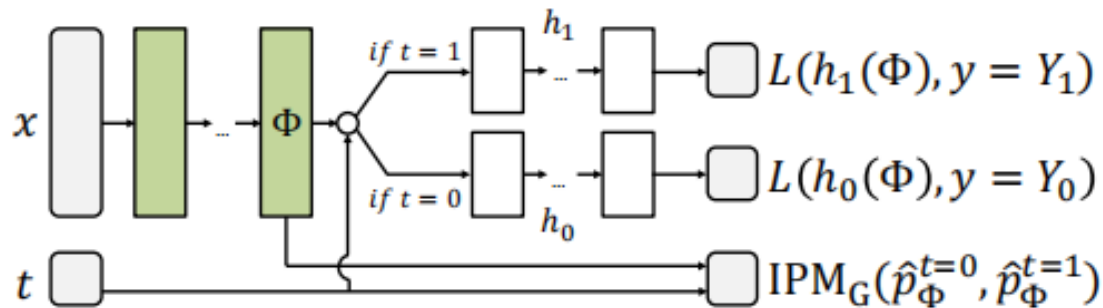 h₁
if t = 1
L(h₁(Φ), y = Y₁)
x
...
Φ
...
...
L(h₀(Φ), y = Y₀)
if t = 0
h₀
t
IPM_G(p̂_Φ^{t=0}, p̂_Φ^{t=1})